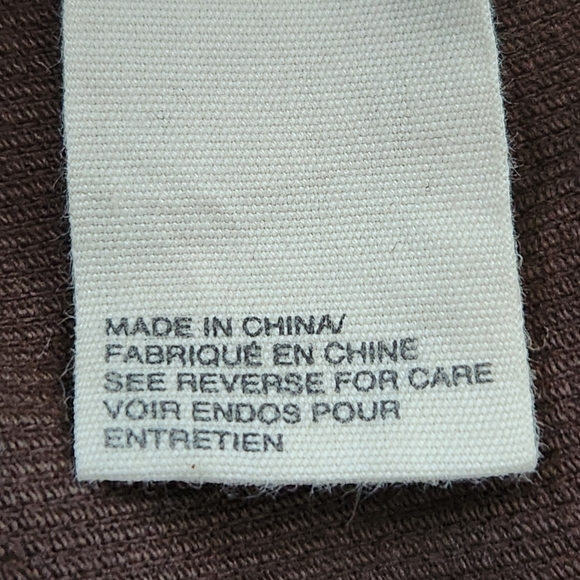 MADE IN CHINA/
FABRIQUÉ EN CHINE
SEE REVERSE FOR CARE
VOIR ENDOS POUR
ENTRETIEN